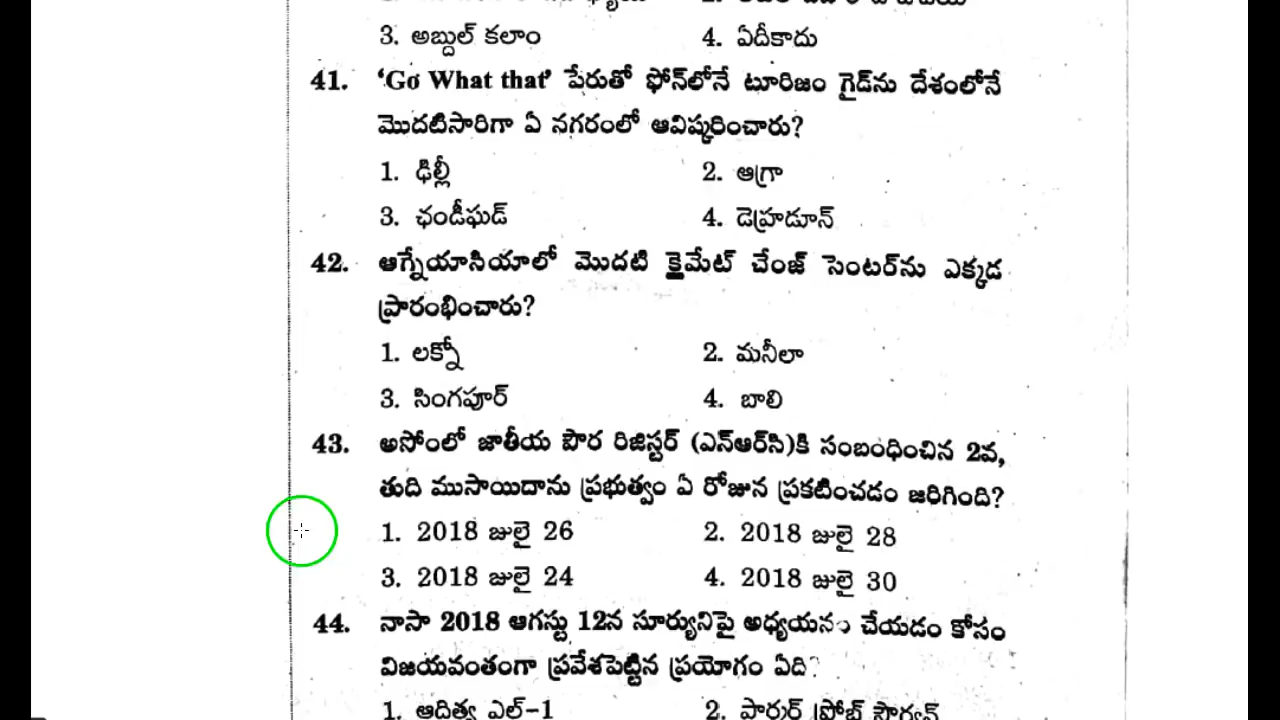 3. అబ్దుల్ కలాం 4. ఏదీకాదు
41. 'Go What that' పేరుతో ఫోన్‌లోనే టూరిజం గైడ్‌ను దేశంలోనే
మొదటిసారిగా ఏ నగరంలో ఆవిష్కరించారు?
1. ఢిల్లీ 2. ఆగ్రా
3. ఛండీఘడ్ 4. డెహ్రడూన్
42. ఆగ్నేయాసియాలో మొదటి క్లైమేట్ చేంజ్ సెంటర్‌ను ఎక్కడ
ప్రారంభించారు?
1. లక్నో 2. మనీలా
3. సింగపూర్ 4. బాలి
43. అసోంలో జాతీయ పౌర రిజిస్టర్ (ఎన్‌ఆర్‌సి)కి సంబంధించిన 2వ,
తుది ముసాయిదాను ప్రభుత్వం ఏ రోజున ప్రకటించడం జరిగింది?
1. 2018 జులై 26 2. 2018 జులై 28
3. 2018 జులై 24 4. 2018 జులై 30
44. నాసా 2018 ఆగస్టు 12న సూర్యునిపై అధ్యయనం చేయడం కోసం
విజయవంతంగా ప్రవేశపెట్టిన ప్రయోగం ఏది?
1. ఆదిత్య ఎల్-1 2. పార్కర్ ప్రోబ్